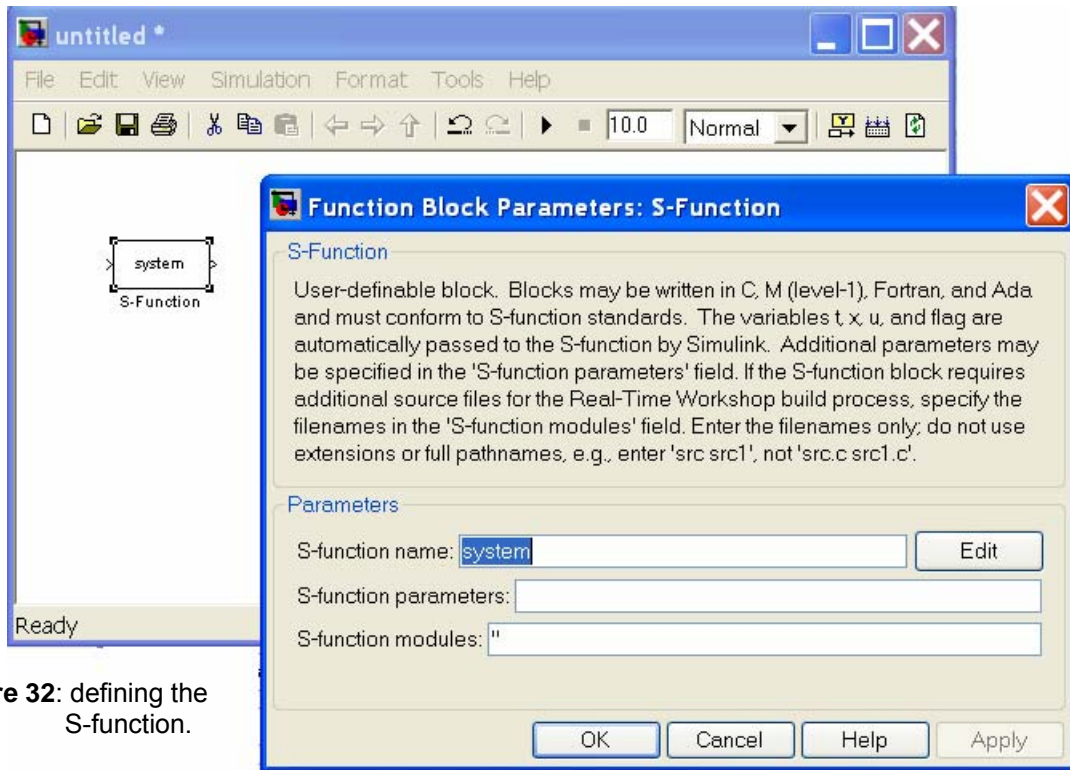 untitled *
File Edit View Simulation Format Tools Help
10.0 Normal
system
S-Function
Ready
Function Block Parameters: S-Function
S-Function
User-definable block. Blocks may be written in C, M (level-1), Fortran, and Ada
and must conform to S-function standards. The variables t, x, u, and flag are
automatically passed to the S-function by Simulink. Additional parameters may
be specified in the 'S-function parameters' field. If the S-function block requires
additional source files for the Real-Time Workshop build process, specify the
filenames in the 'S-function modules' field. Enter the filenames only; do not use
extensions or full pathnames, e.g., enter 'src src1', not 'src.c src1.c'.
Parameters
S-function name: system Edit
S-function parameters:
S-function modules: ''
OK Cancel Help Apply
re 32: defining the
S-function.